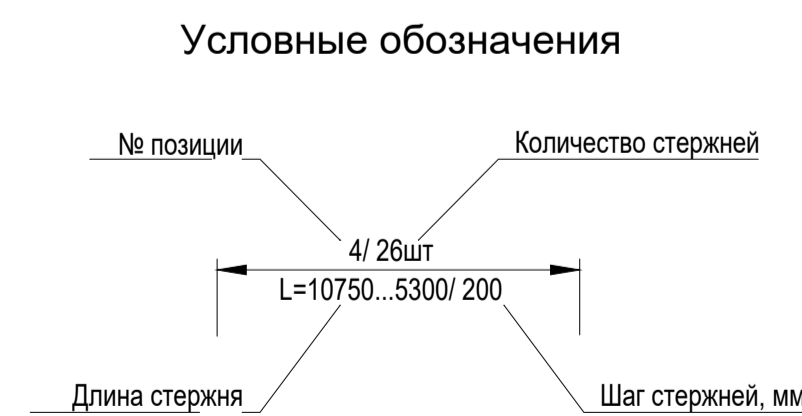 Условные обозначения
№ позиции
Количество стержней
4/ 26шт
L=10750...5300/ 200
Длина стержня
Шаг стержней, мм